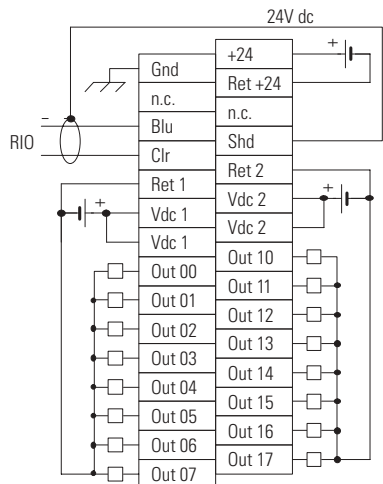 24V dc
+24
+
Gnd
Ret +24
n.c.
n.c.
– –
Blu
Shd
RIO
Clr
Ret 2
Ret 1
Vdc 2
+
+
Vdc 1
Vdc 2
Vdc 1
Out 10
Out 00
Out 11
Out 01
Out 12
Out 02
Out 13
Out 03
Out 14
Out 04
Out 15
Out 05
Out 16
Out 06
Out 17
Out 07